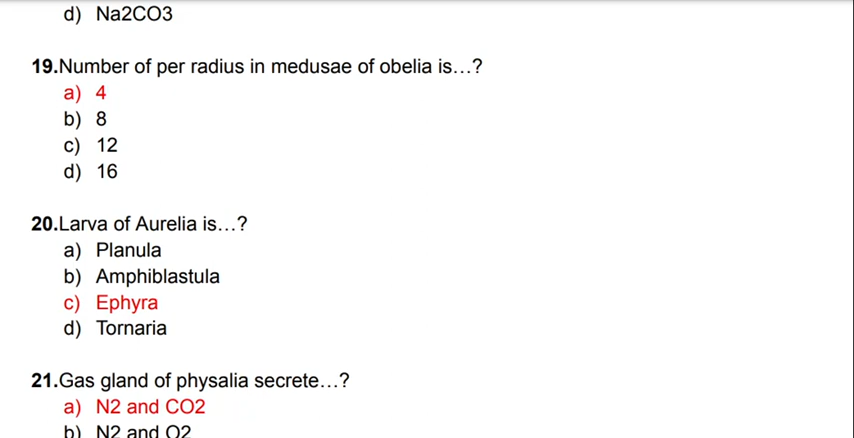 d) Na2CO3
19.Number of per radius in medusae of obelia is...?
a) 4
b) 8
c) 12
d) 16
20.Larva of Aurelia is...?
a) Planula
b) Amphiblastula
c) Ephyra
d) Tornaria
21.Gas gland of physalia secrete...?
a) N2 and CO2
b) N2 and O2